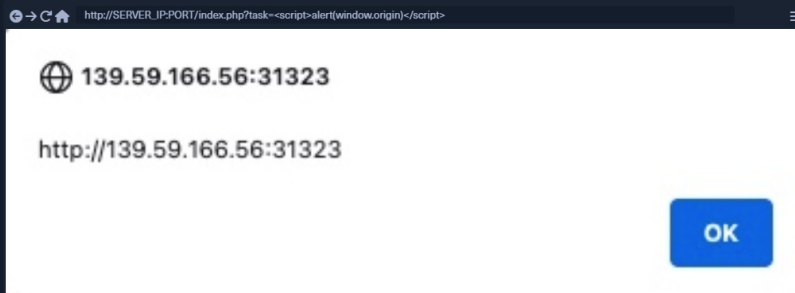 http://SERVER_IP:PORT/index.php?task=<script>alert(window.origin)</script>
139.59.166.56:31323
http://139.59.166.56:31323
OK